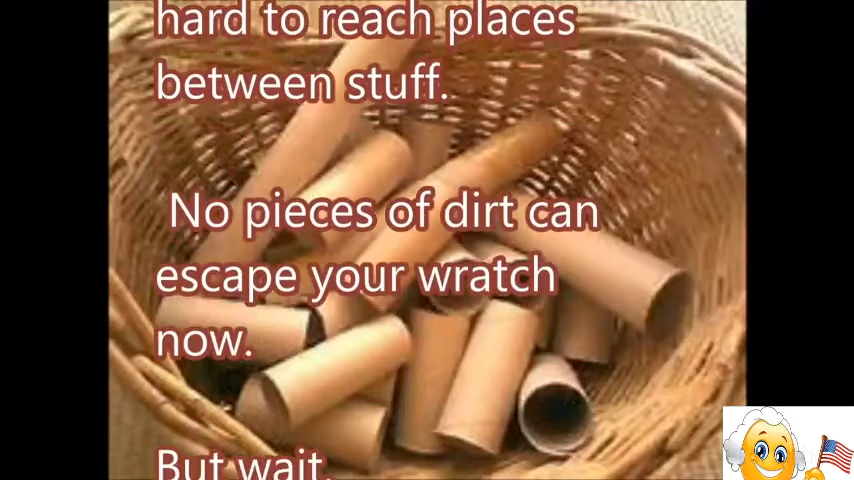 hard to reach places
between stuff.
No pieces of dirt can
escape your wratch
now.
But wait.